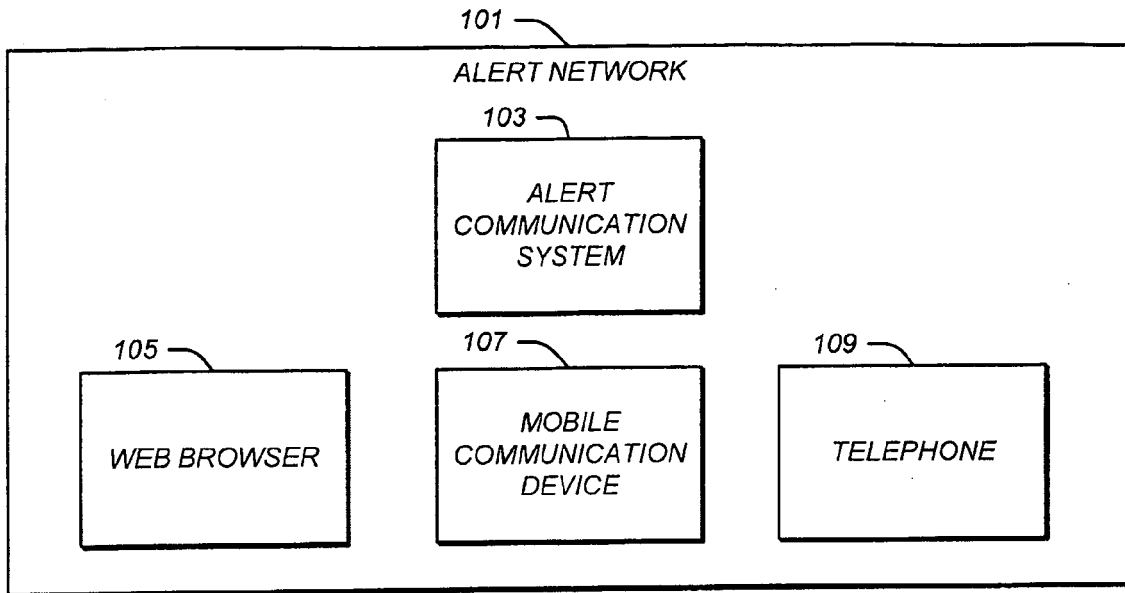 101
ALERT NETWORK
103
ALERT
COMMUNICATION
SYSTEM
105
WEB BROWSER
107
MOBILE
COMMUNICATION
DEVICE
109
TELEPHONE